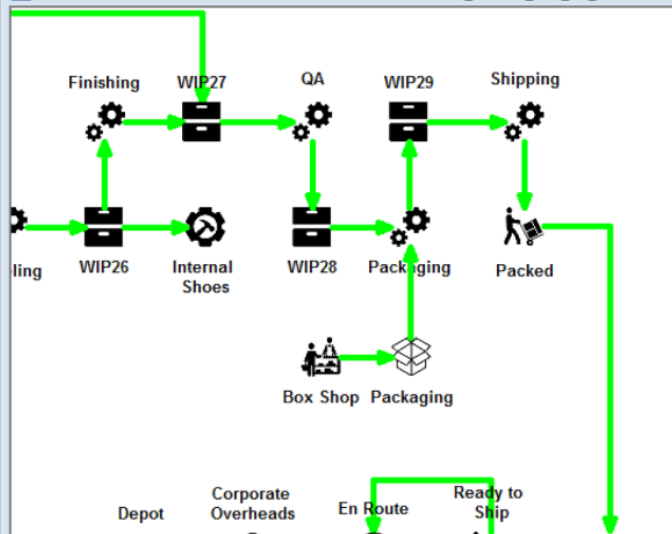 Finishing
WIP27
QA
WIP29
Shipping
ling
WIP26
Internal
Shoes
WIP28
Packaging
Packed
Box Shop
Packaging
Depot
Corporate
Overheads
En Route
Ready to
Ship